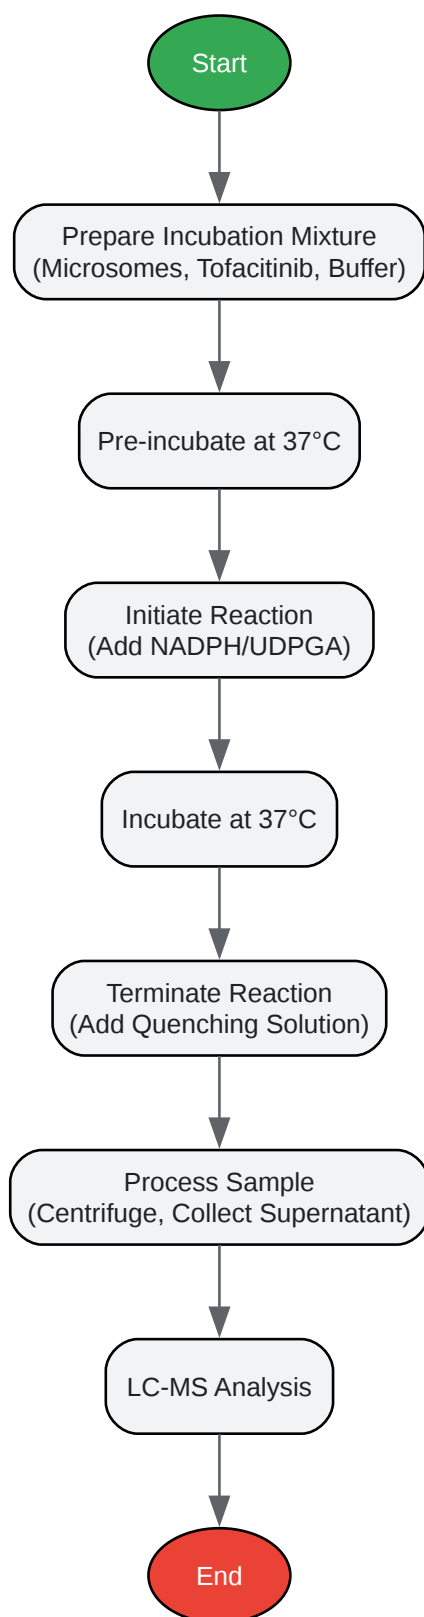 Start
Prepare Incubation Mixture
(Microsomes, Tofacitinib, Buffer)
Pre-incubate at 37°C
Initiate Reaction
(Add NADPH/UDPGA)
Incubate at 37°C
Terminate Reaction
(Add Quenching Solution)
Process Sample
(Centrifuge, Collect Supernatant)
LC-MS Analysis
End